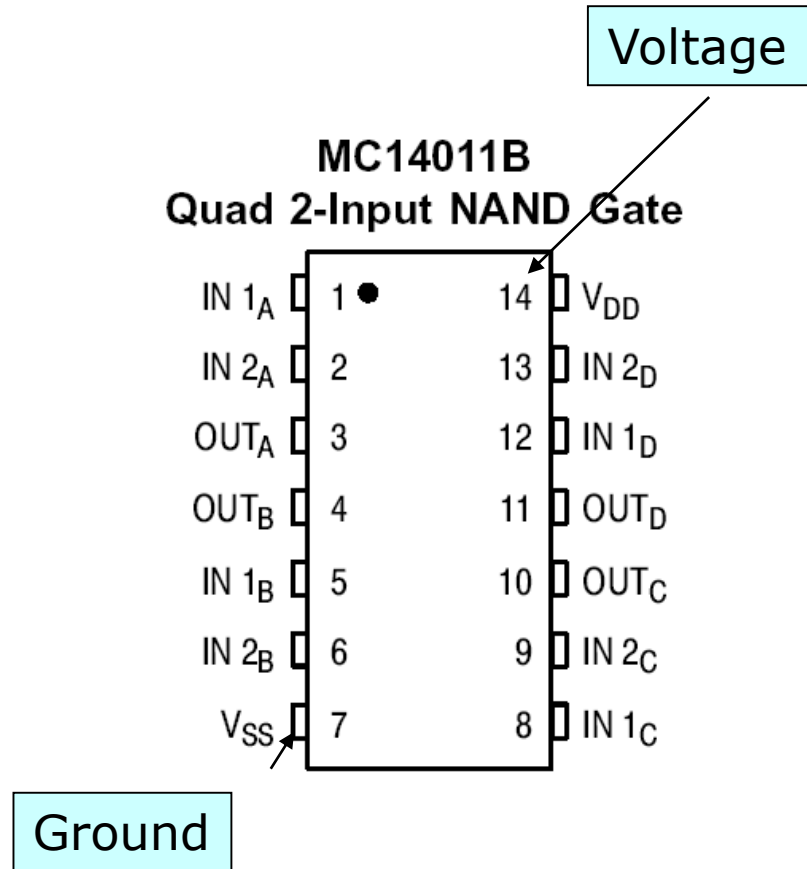 Voltage
MC14011B
Quad 2-Input NAND Gate
IN 1A 1 14 VDD
IN 2A 2 13 IN 2D
OUTA 3 12 IN 1D
OUTB 4 11 OUTD
IN 1B 5 10 OUTC
IN 2B 6 9 IN 2C
VSS 7 8 IN 1C
Ground